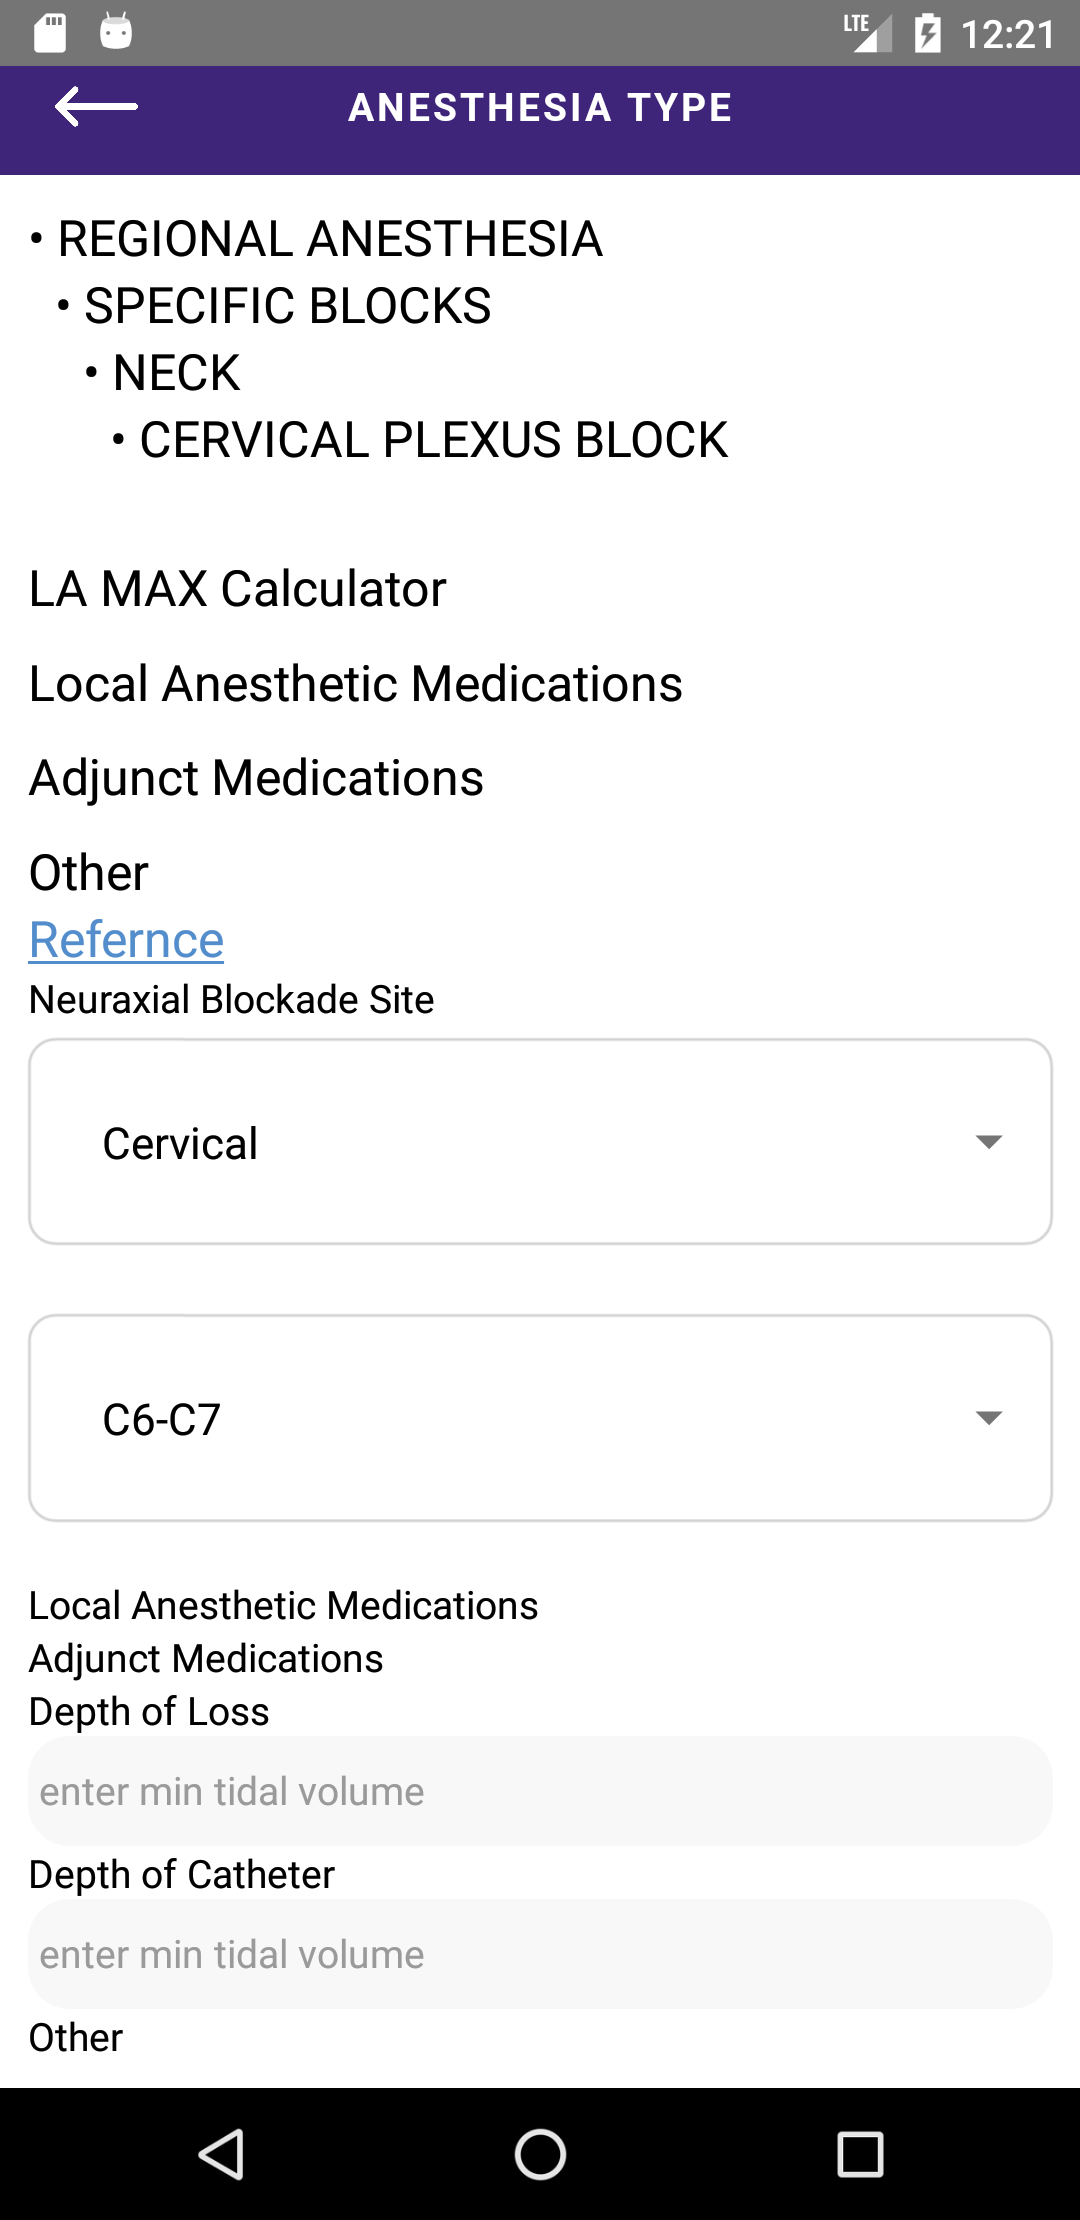 LTE 12:21
ANESTHESIA TYPE
• REGIONAL ANESTHESIA
• SPECIFIC BLOCKS
• NECK
• CERVICAL PLEXUS BLOCK
LA MAX Calculator
Local Anesthetic Medications
Adjunct Medications
Other
Refernce
Neuraxial Blockade Site
Cervical
C6-C7
Local Anesthetic Medications
Adjunct Medications
Depth of Loss
enter min tidal volume
Depth of Catheter
enter min tidal volume
Other